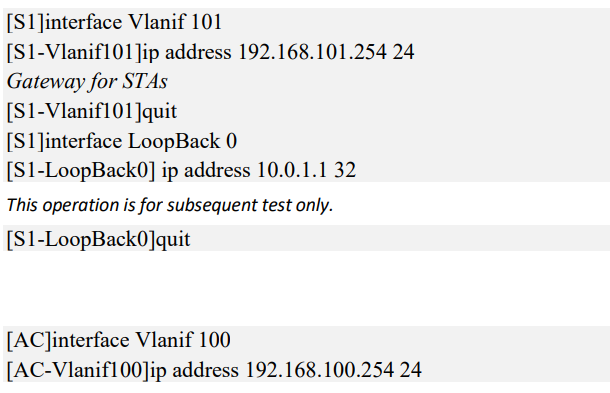 [S1]interface Vlanif 101
[S1-Vlanif101]ip address 192.168.101.254 24
Gateway for STAs
[S1-Vlanif101]quit
[S1]interface LoopBack 0
[S1-LoopBack0] ip address 10.0.1.1 32
This operation is for subsequent test only.
[S1-LoopBack0]quit
[AC]interface Vlanif 100
[AC-Vlanif100]ip address 192.168.100.254 24